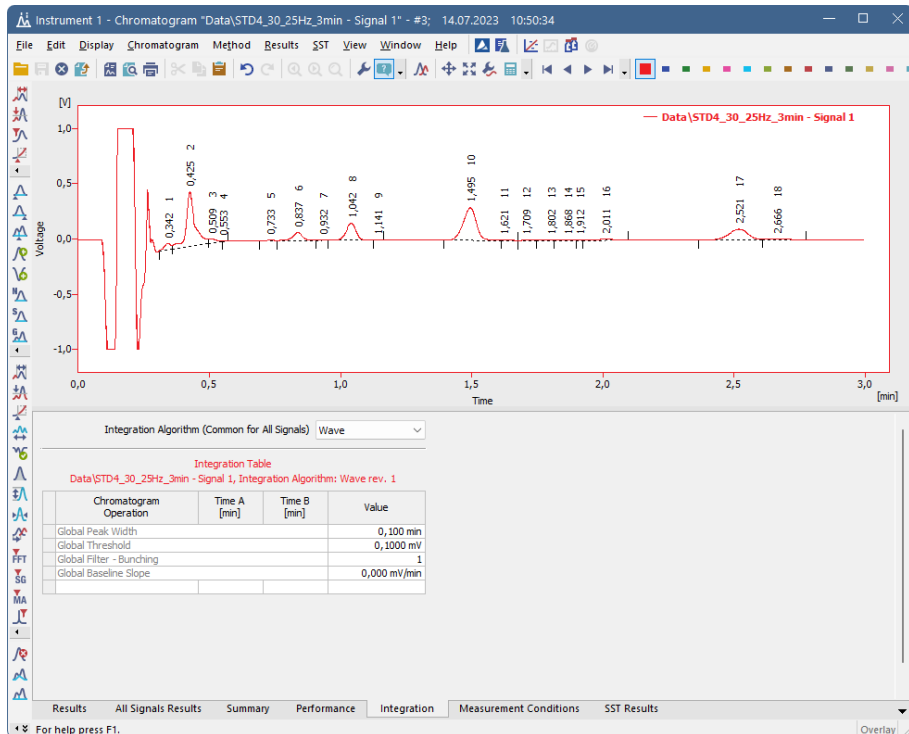 Instrument 1 - Chromatogram "Data\STD4_30_25Hz_3min - Signal 1" - #3; 14.07.2023 10:50:34
File Edit Display Chromatogram Method Results SST View Window Help
[V]
Data\STD4_30_25Hz_3min - Signal 1
1,0
0,5
0,0
-0,5
-1,0
Voltage
0,342 1
0,425 2
0,509 3
0,553 4
0,733 5
0,837 6
0,932 7
1,042 8
1,141 9
1,495 10
1,621 11
1,709 12
1,802 13
1,868 14
1,912 15
2,011 16
2,521 17
2,666 18
0,0 0,5 1,0 1,5 2,0 2,5 3,0
Time
[min]
Integration Algorithm (Common for All Signals) Wave
Integration Table
Data\STD4_30_25Hz_3min - Signal 1, Integration Algorithm: Wave rev. 1
Chromatogram Operation Time A [min] Time B [min] Value
Global Peak Width 0,100 min
Global Threshold 0,1000 mV
Global Filter - Bunching 1
Global Baseline Slope 0,000 mV/min
N
S
G
FFT
SG
MA
Results All Signals Results Summary Performance Integration Measurement Conditions SST Results
For help press F1. Overlay